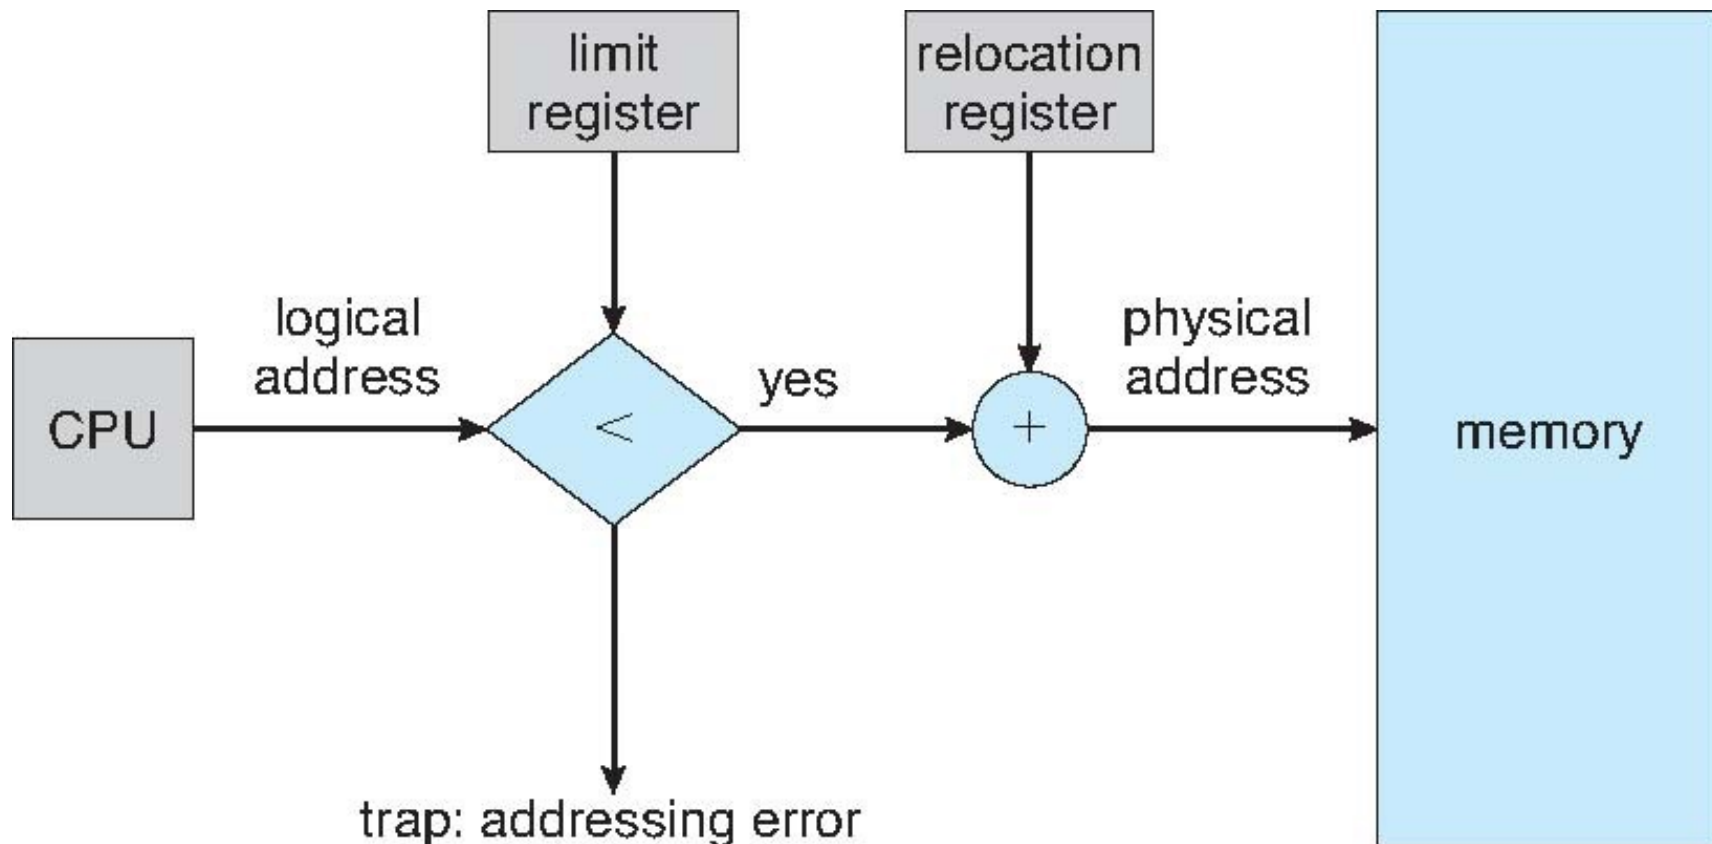 limit
register
relocation
register
logical
address
physical
address
CPU
<
yes
+
memory
trap: addressing error